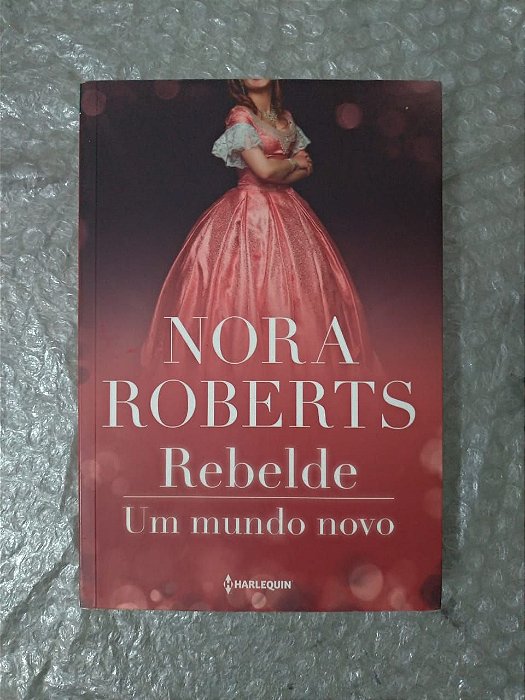 NORA
ROBERTS
Rebelde
Um mundo novo
HARLEQUIN